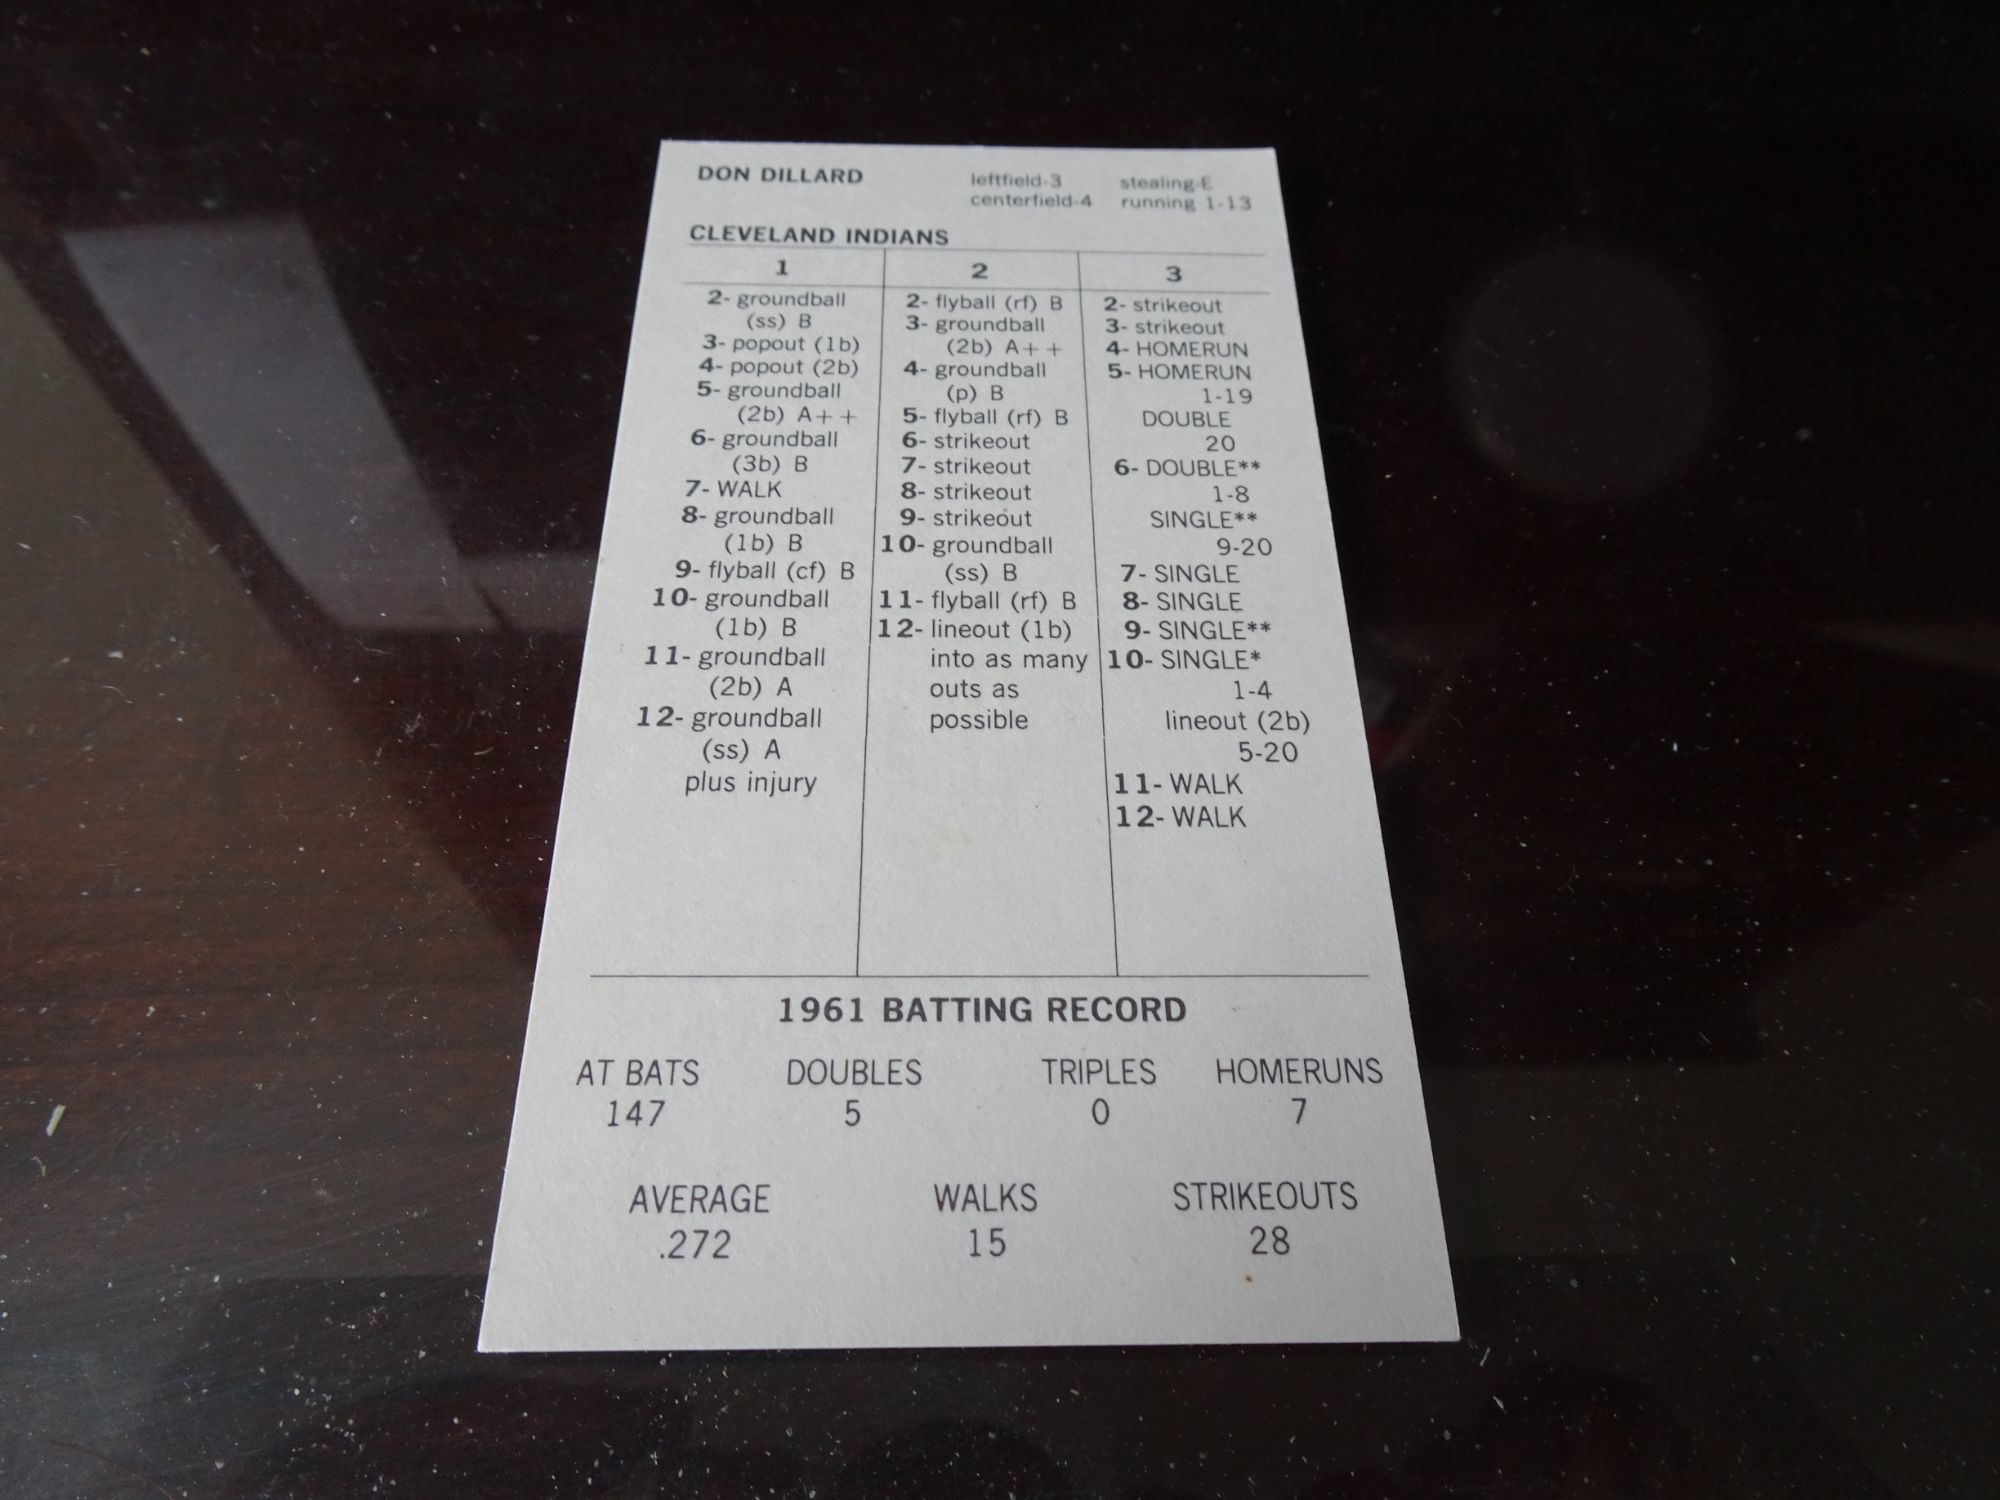 DON DILLARD
leftfield-3 stealing-E
centerfield-4 running 1-13
CLEVELAND INDIANS
1
2- groundball
(ss) B
3- popout (1b)
4- popout (2b)
5- groundball
(2b) A++
6- groundball
(3b) B
7- WALK
8- groundball
(1b) B
9- flyball (cf) B
10- groundball
(1b) B
11- groundball
(2b) A
12- groundball
(ss) A
plus injury
2
2- flyball (rf) B
3- groundball
(2b) A++
4- groundball
(p) B
5- flyball (rf) B
6- strikeout
7- strikeout
8- strikeout
9- strikeout
10- groundball
(ss) B
11- flyball (rf) B
12- lineout (1b)
into as many
outs as
possible
3
2- strikeout
3- strikeout
4- HOMERUN
5- HOMERUN
1-19
DOUBLE
20
6- DOUBLE**
1-8
SINGLE**
9-20
7- SINGLE
8- SINGLE
9- SINGLE**
10- SINGLE*
1-4
lineout (2b)
5-20
11- WALK
12- WALK
1961 BATTING RECORD
AT BATS DOUBLES TRIPLES HOMERUNS
147 5 0 7
AVERAGE WALKS STRIKEOUTS
.272 15 28